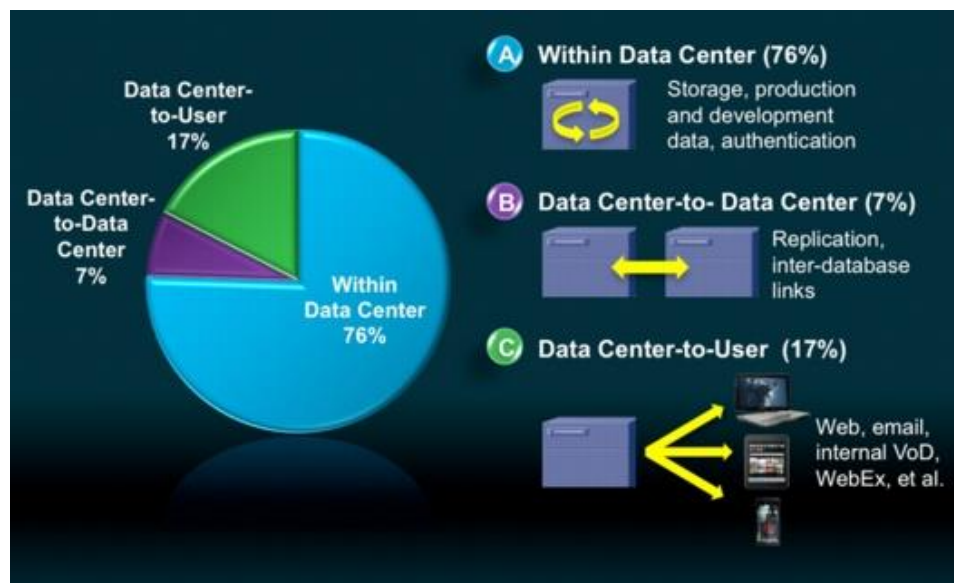 Data Center-
to-User
17%
Data Center-
to-Data
Center
7%
Within
Data Center
76%
A Within Data Center (76%)
Storage, production
and development
data, authentication
B Data Center-to- Data Center (7%)
Replication,
inter-database
links
C Data Center-to-User (17%)
Web, email,
internal VoD,
WebEx, et al.